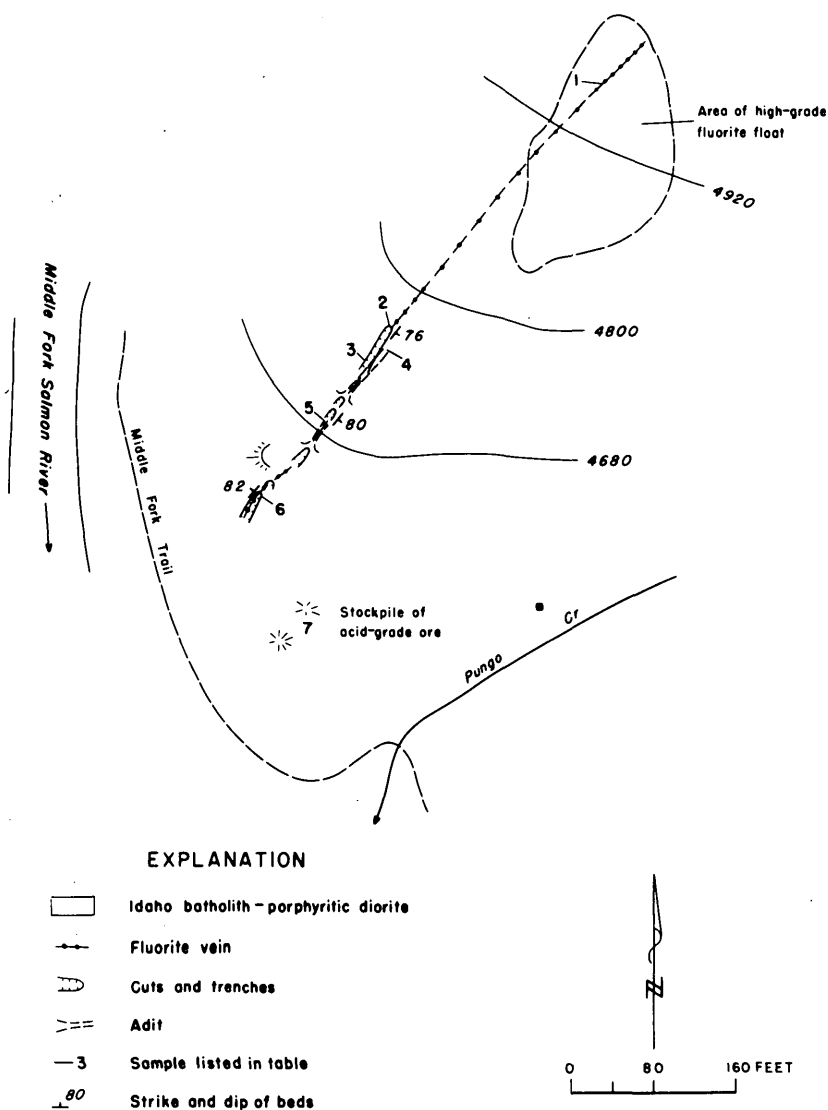 1
Area of high-grade
fluorite float
4920
Middle Fork Salmon River
2
76
4800
3
4
5
80
4680
Middle Fork Trail
82
6
Stockpile of
acid-grade ore
7
Pungo Cr
EXPLANATION
Idaho batholith - porphyritic diorite
Fluorite vein
Cuts and trenches
Adit
3 Sample listed in table
80 Strike and dip of beds
N
0 80 160 FEET